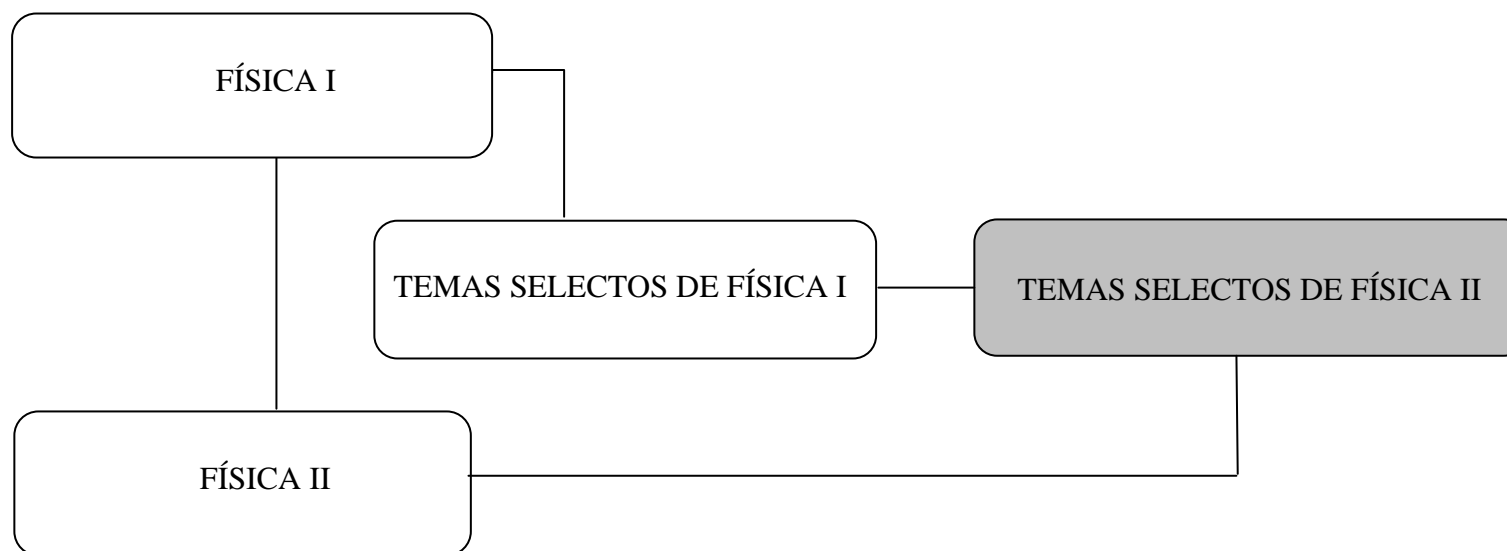 FÍSICA I
TEMAS SELECTOS DE FÍSICA I
TEMAS SELECTOS DE FÍSICA II
FÍSICA II